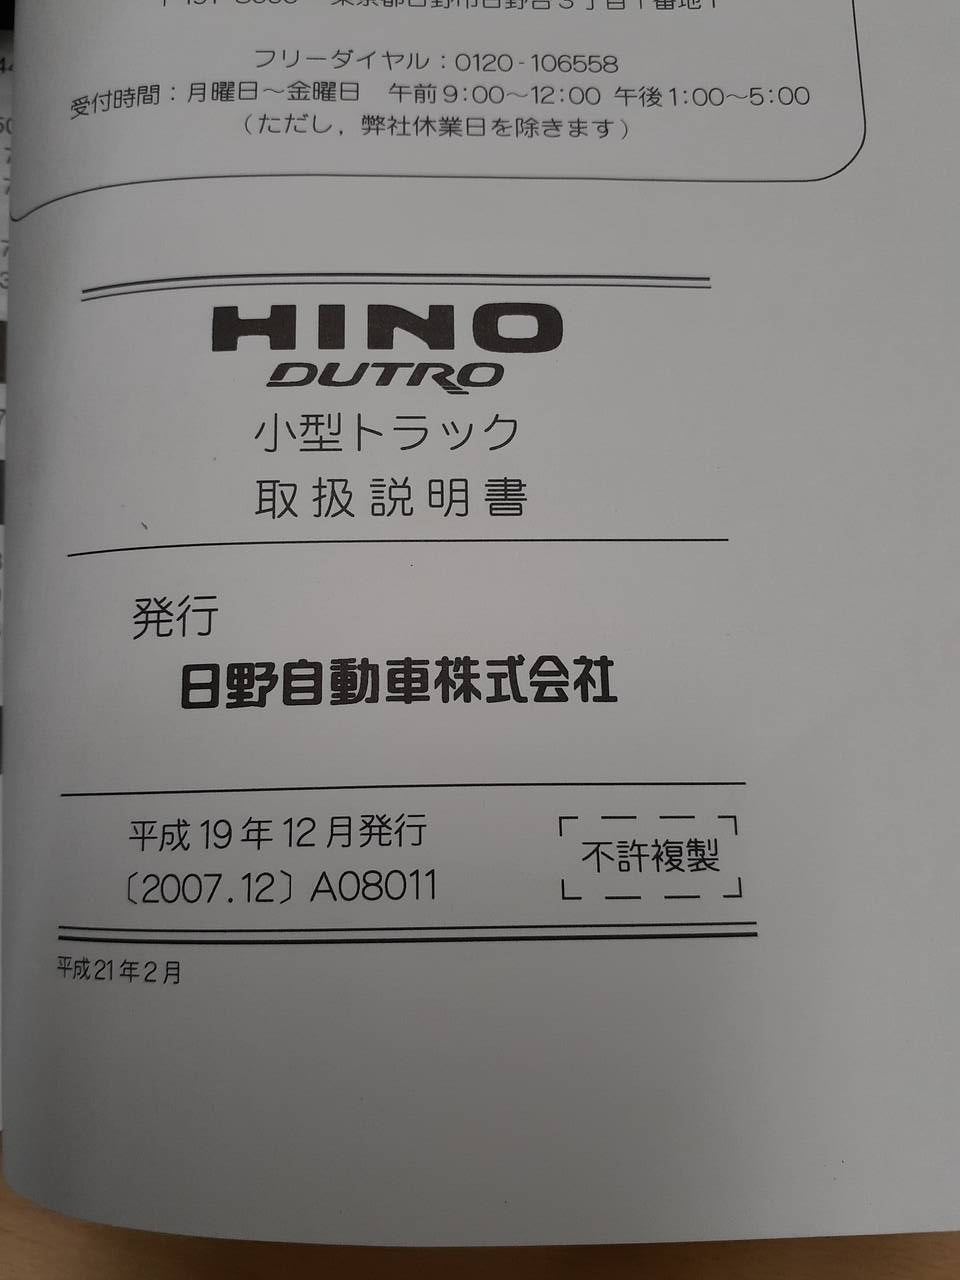 フリーダイヤル：0120-106558
受付時間：月曜日～金曜日　午前9:00～12:00 午後1:00～5:00
（ただし，弊社休業日を除きます）
HINO
DUTRO
小型トラック
取扱説明書
発行
日野自動車株式会社
平成19年12月発行
〔2007.12〕A08011
不許複製
平成21年2月